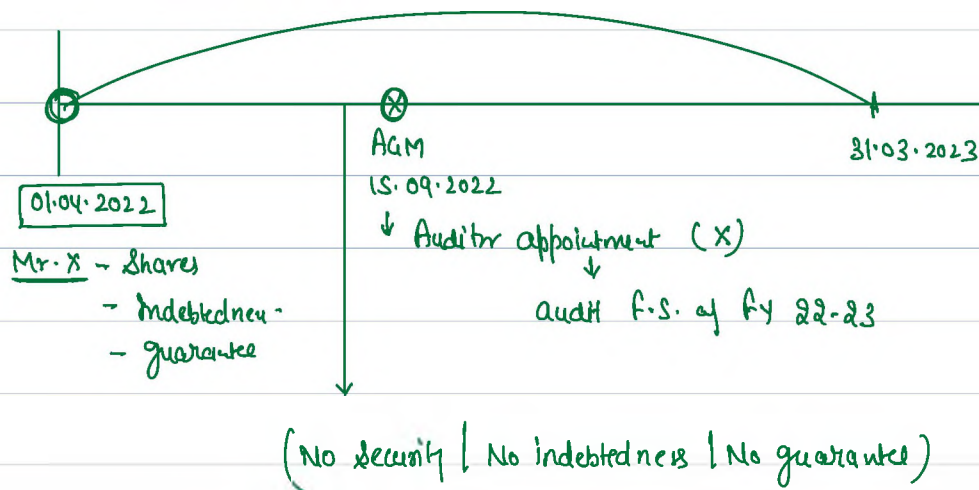 AGM
31.03.2023
15.09.2022
01.04.2022
↓ Auditor appointment (X)
Mr. X - Shares
↓
- Indebtednes -
audit F.S. of Fy 22-23
- guarantee
(No security | No indebtedness | No guarantee)